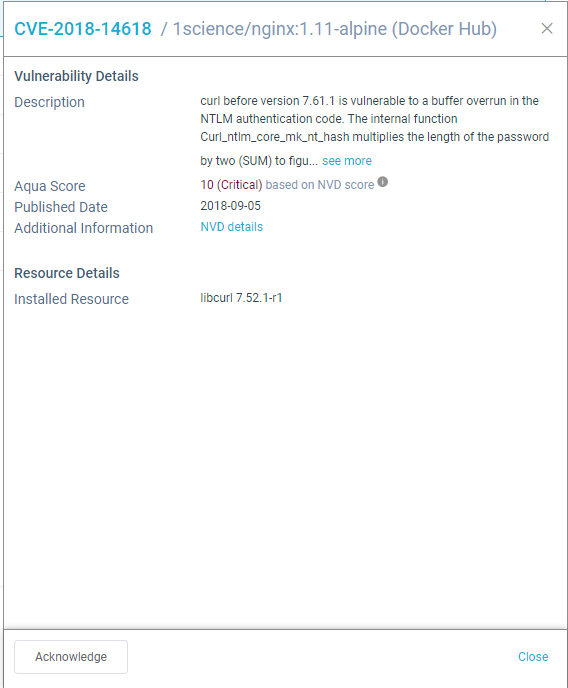 CVE-2018-14618 / 1science/nginx:1.11-alpine (Docker Hub)
Vulnerability Details
Description curl before version 7.61.1 is vulnerable to a buffer overrun in the
NTLM authentication code. The internal function
Curl_ntlm_core_mk_nt_hash multiplies the length of the password
by two (SUM) to figu... see more
Aqua Score 10 (Critical) based on NVD score
Published Date 2018-09-05
Additional Information NVD details
Resource Details
Installed Resource libcurl 7.52.1-r1
Acknowledge Close